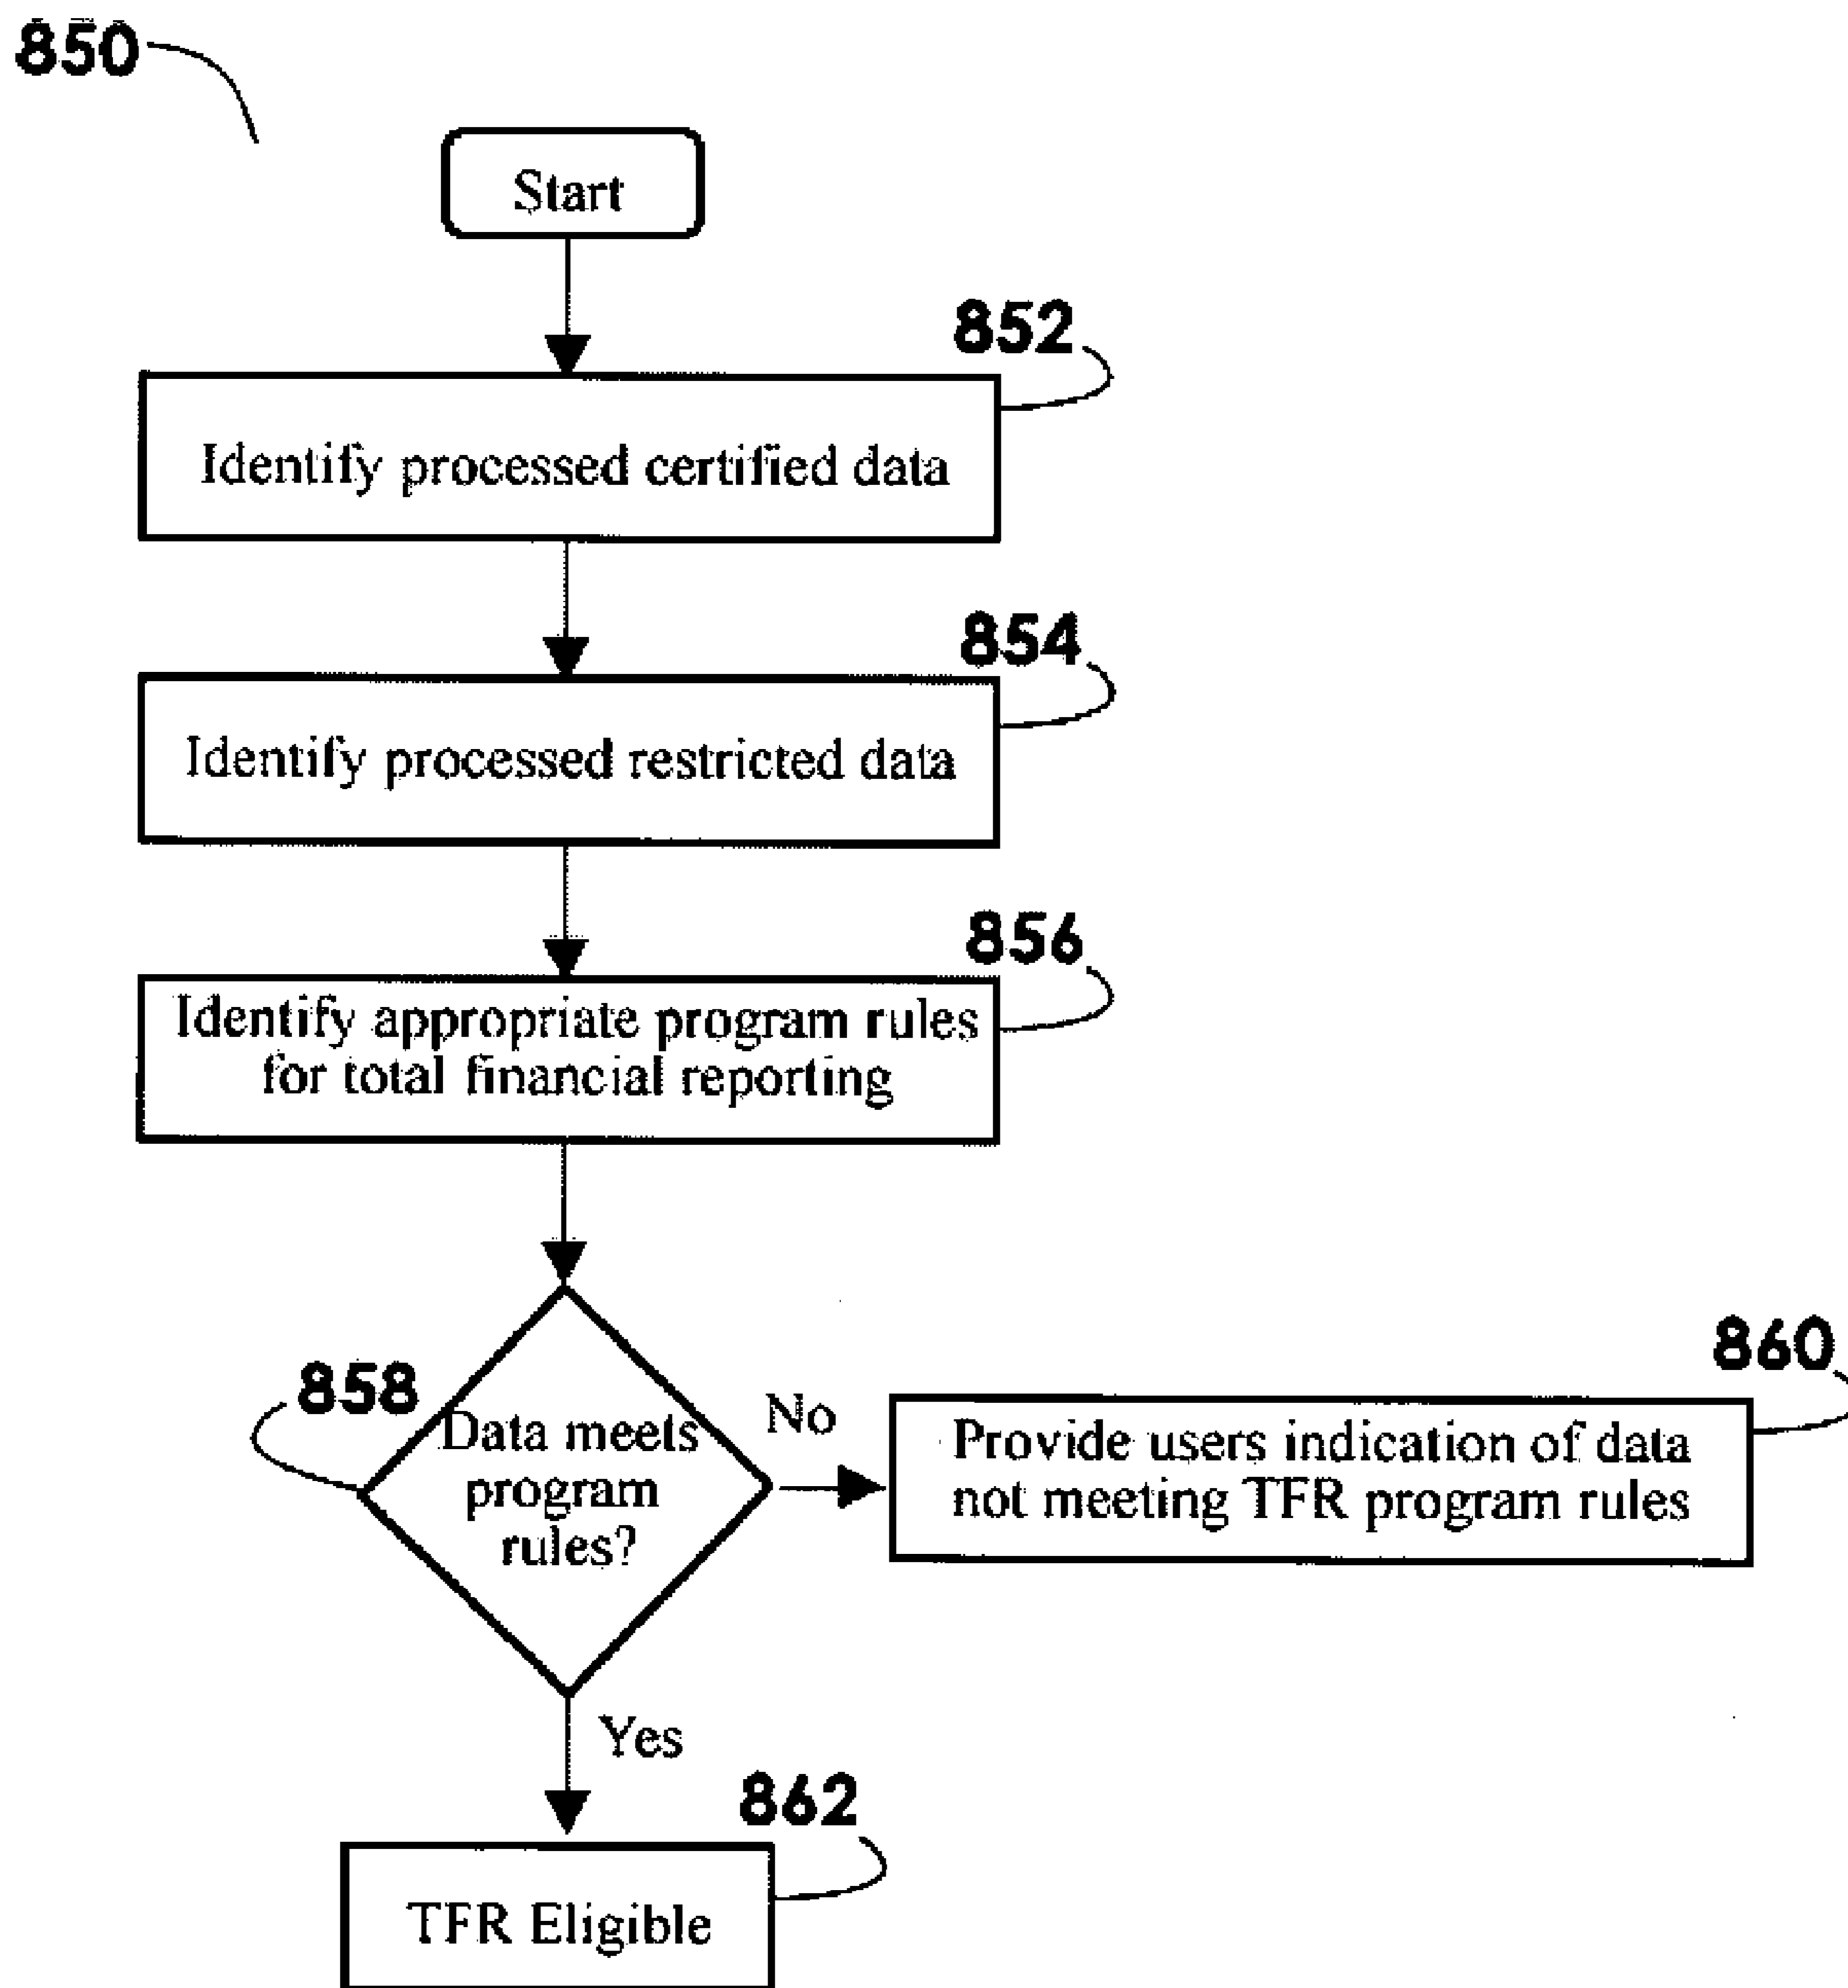 850
Start
852
Identify processed certified data
854
Identify processed restricted data
856
Identify appropriate program rules
for total financial reporting
858
Data meets
program
rules?
No
860
Provide users indication of data
not meeting TFR program rules
Yes
862
TFR Eligible